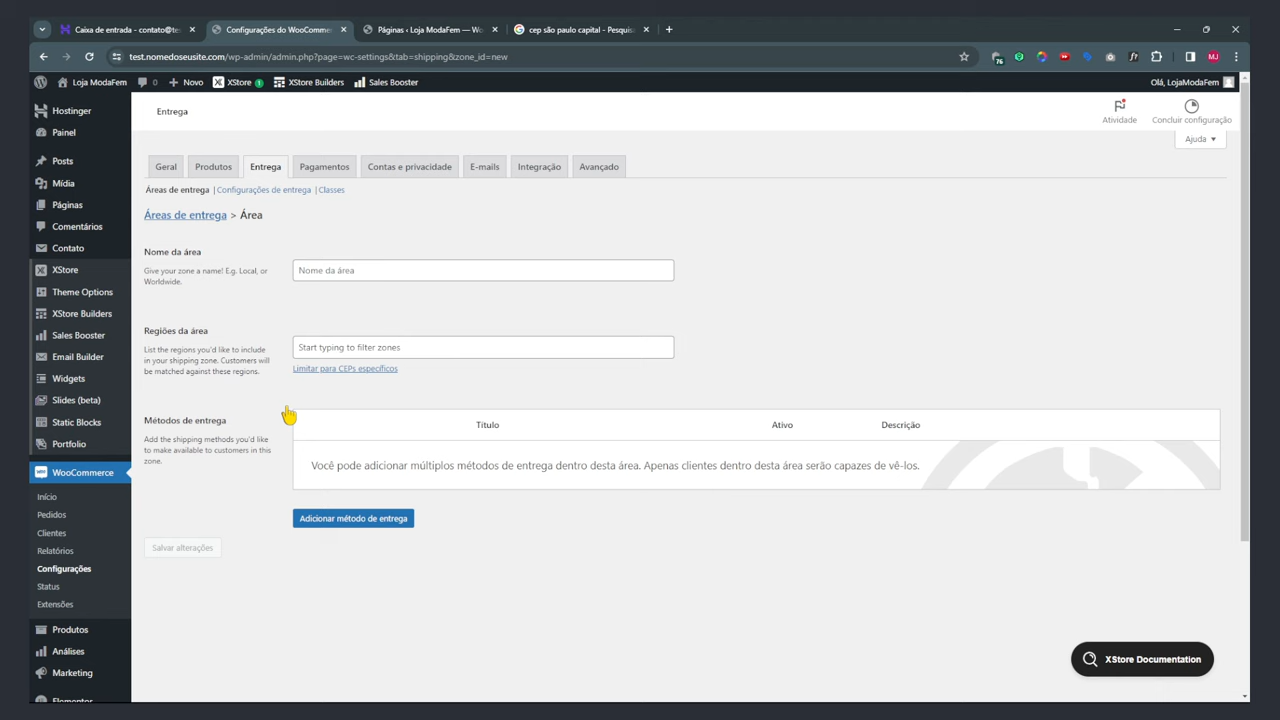 Caixa de entrada - contato@te
Configurações do WooComme
Páginas ‹ Loja ModaFem — Wo
cep são paulo capital - Pesquis
test.nomedoseusite.com/wp-admin/admin.php?page=wc-settings&tab=shipping&zone_id=new
76
f?
MJ
Loja ModaFem
0
Novo
XStore
1
XStore Builders
Sales Booster
Olá, LojaModaFem
Hostinger
Painel
Posts
Mídia
Páginas
Comentários
Contato
XStore
Theme Options
XStore Builders
Sales Booster
Email Builder
Widgets
Slides (beta)
Static Blocks
Portfolio
WooCommerce
Início
Pedidos
Clientes
Relatórios
Configurações
Status
Extensões
Produtos
Análises
Marketing
Elementor
Entrega
Atividade
Concluir configuração
Ajuda
Geral
Produtos
Entrega
Pagamentos
Contas e privacidade
E-mails
Integração
Avançado
Áreas de entrega | Configurações de entrega | Classes
Áreas de entrega > Área
Nome da área
Give your zone a name! E.g. Local, or
Worldwide.
Nome da área
Regiões da área
List the regions you'd like to include
in your shipping zone. Customers will
be matched against these regions.
Start typing to filter zones
Limitar para CEPs específicos
Métodos de entrega
Add the shipping methods you'd like
to make available to customers in this
zone.
Título
Ativo
Descrição
Você pode adicionar múltiplos métodos de entrega dentro desta área. Apenas clientes dentro desta área serão capazes de vê-los.
Adicionar método de entrega
Salvar alterações
XStore Documentation